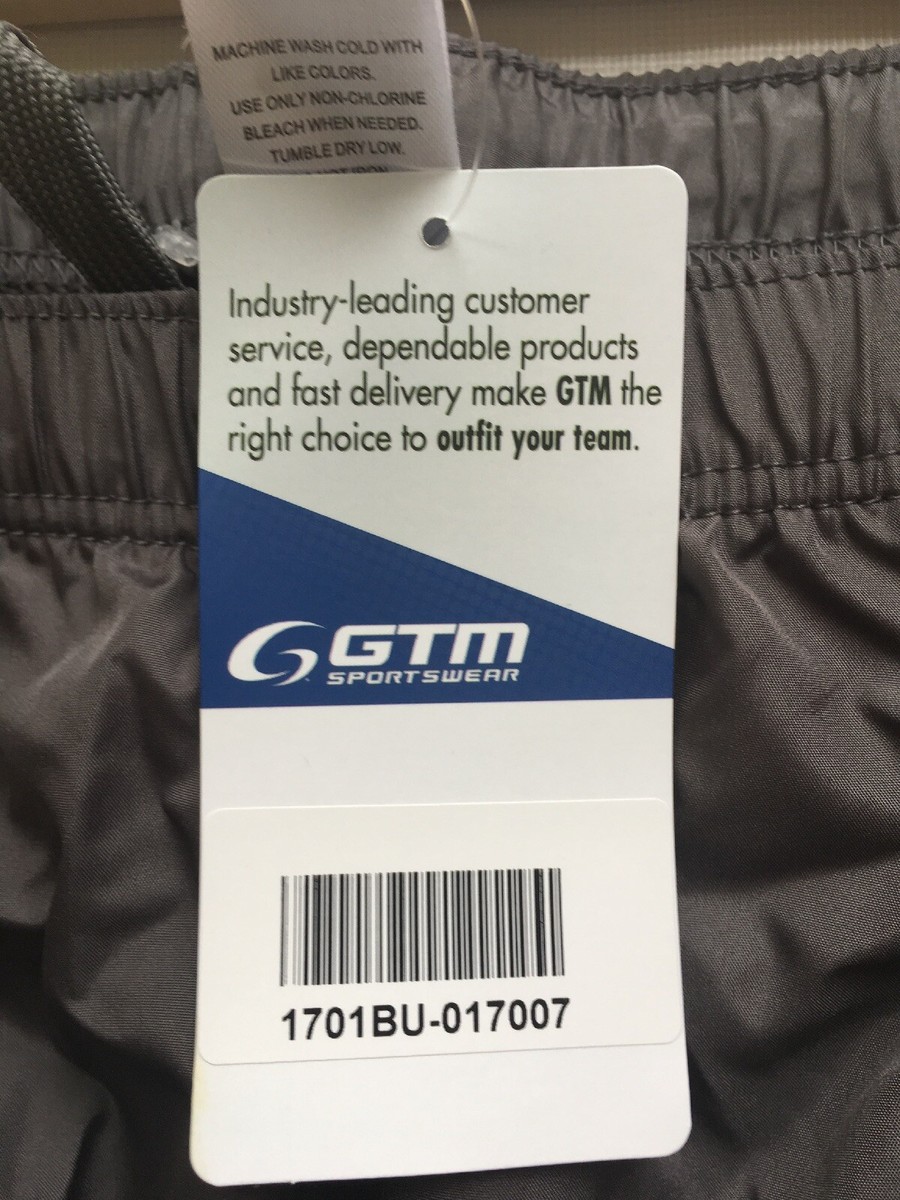 MACHINE WASH COLD WITH
LIKE COLORS.
USE ONLY NON-CHLORINE
BLEACH WHEN NEEDED.
TUMBLE DRY LOW.
NOT IRON
Industry-leading customer
service, dependable products
and fast delivery make GTM the
right choice to outfit your team.
GTM
SPORTSWEAR
1701BU-017007